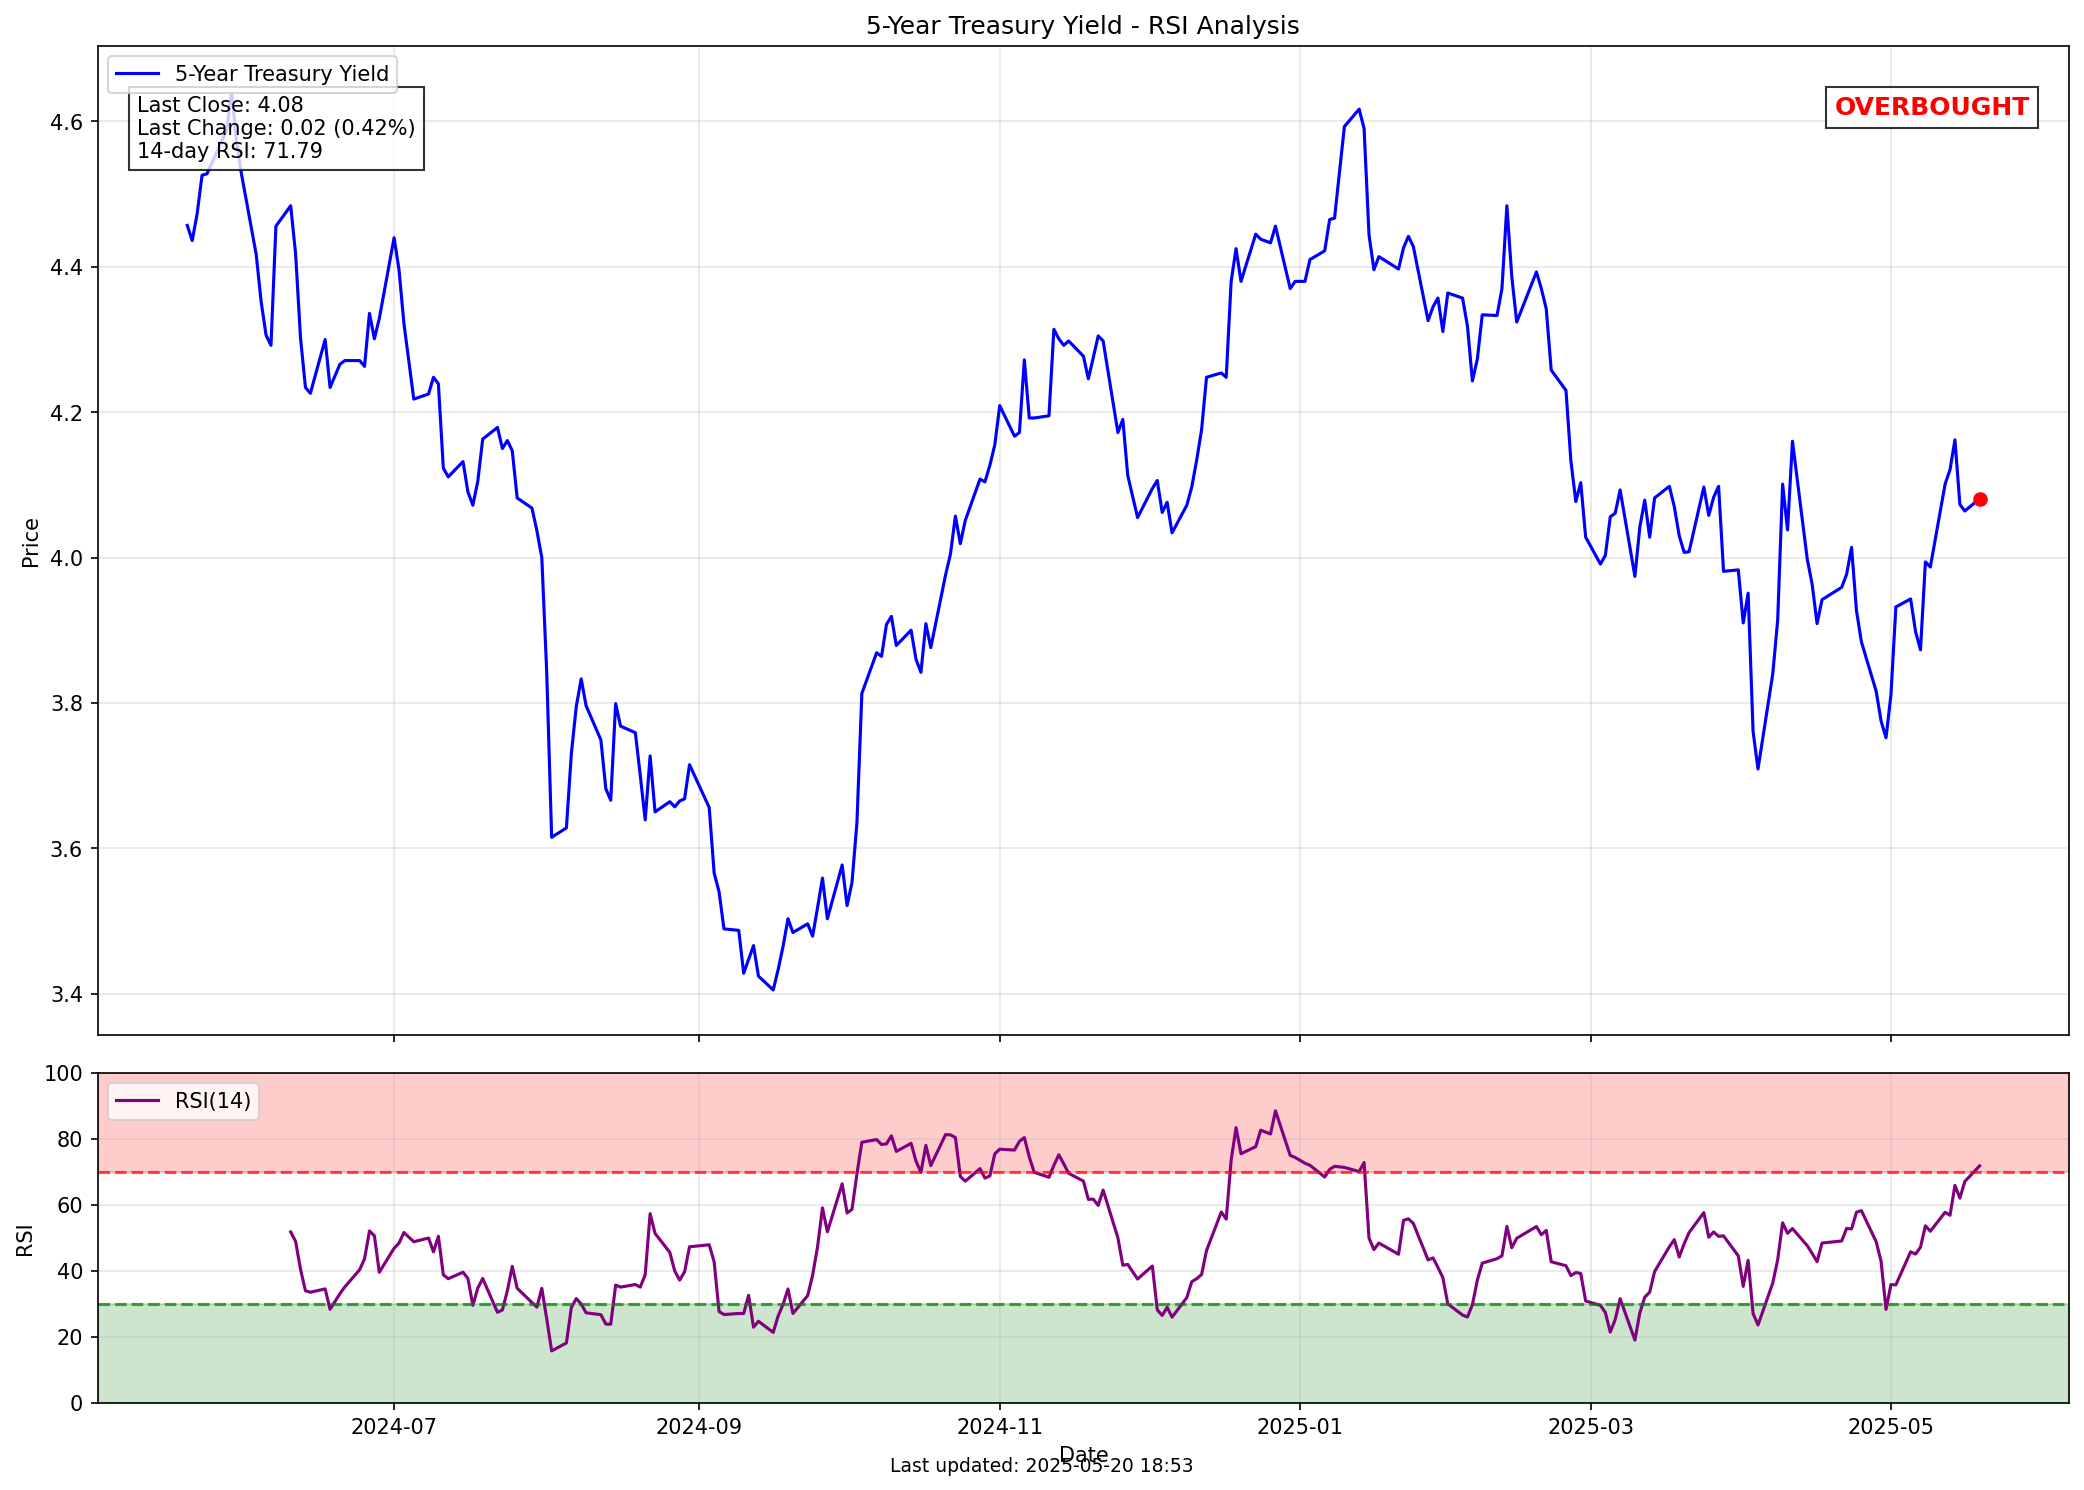 5-Year Treasury Yield - RSI Analysis
5-Year Treasury Yield
Last Close: 4.08
Last Change: 0.02 (0.42%)
14-day RSI: 71.79
OVERBOUGHT
4.6
4.4
4.2
4.0
3.8
3.6
3.4
Price
RSI(14)
100
80
60
40
20
0
RSI
2024-07
2024-09
2024-11
2025-01
2025-03
2025-05
Date
Last updated: 2025-05-20 18:53